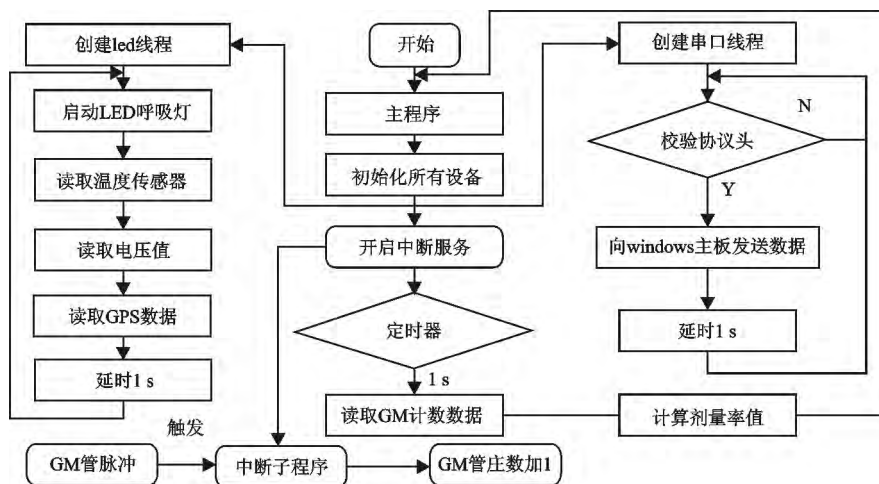 创建led线程
启动LED呼吸灯
读取温度传感器
读取电压值
读取GPS数据
延时1 s
开始
主程序
初始化所有设备
开启中断服务
定时器
1 s
读取GM计数数据
计算剂量率值
创建串口线程
校验协议头
N
Y
向windows主板发送数据
延时1 s
触发
GM管脉冲
中断子程序
GM管庄数加1